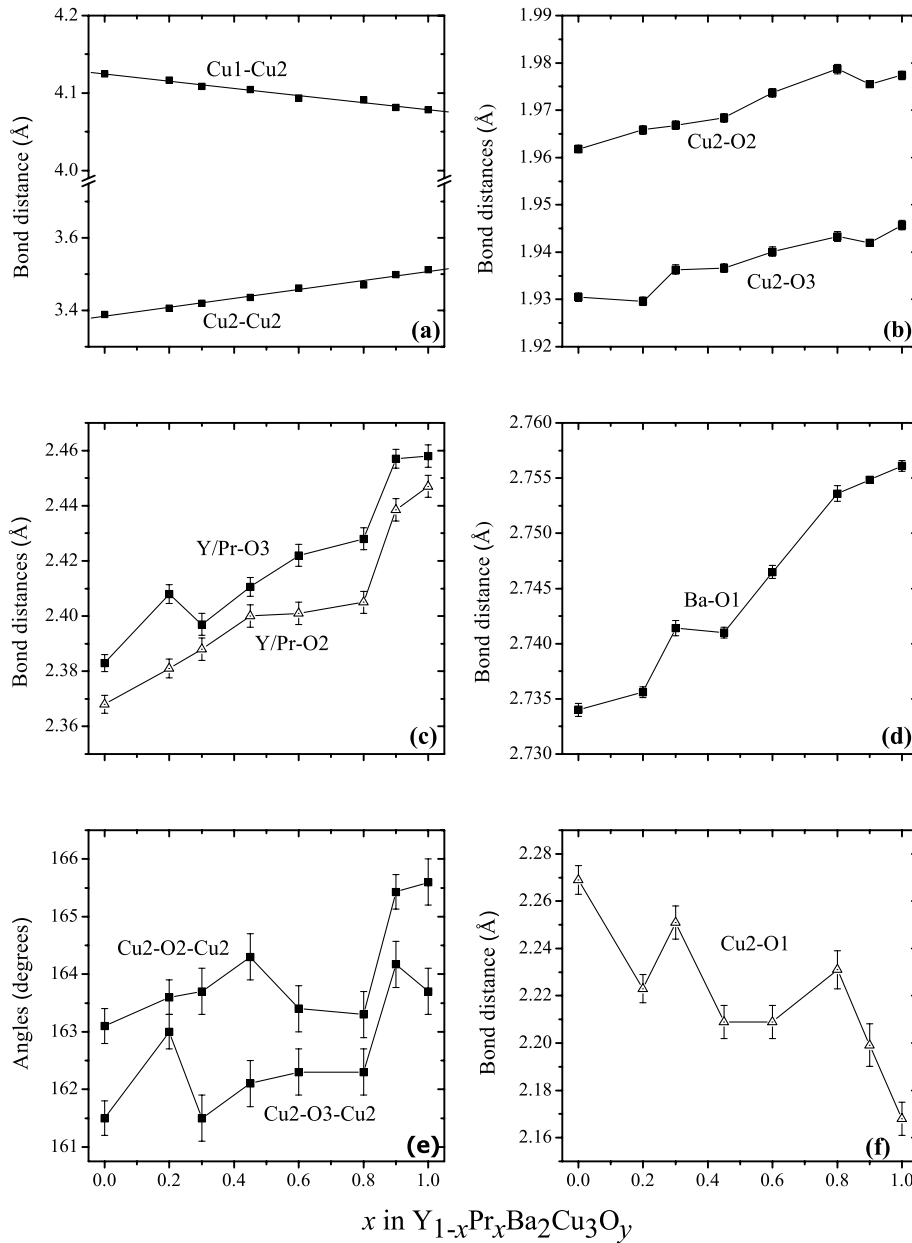 4.2
4.1
4.0
3.6
3.4
Bond distance (Å)
Cu1-Cu2
Cu2-Cu2
(a)
1.99
1.98
1.97
1.96
1.95
1.94
1.93
1.92
Bond distances (Å)
Cu2-O2
Cu2-O3
(b)
2.46
2.44
2.42
2.40
2.38
2.36
Bond distances (Å)
Y/Pr-O3
Y/Pr-O2
(c)
2.760
2.755
2.750
2.745
2.740
2.735
2.730
Bond distance (Å)
Ba-O1
(d)
166
165
164
163
162
161
Angles (degrees)
Cu2-O2-Cu2
Cu2-O3-Cu2
(e)
0.0 0.2 0.4 0.6 0.8 1.0
2.28
2.26
2.24
2.22
2.20
2.18
2.16
Bond distance (Å)
Cu2-O1
(f)
0.0 0.2 0.4 0.6 0.8 1.0
x in Y₁₋ₓPrₓBa₂Cu₃Oy